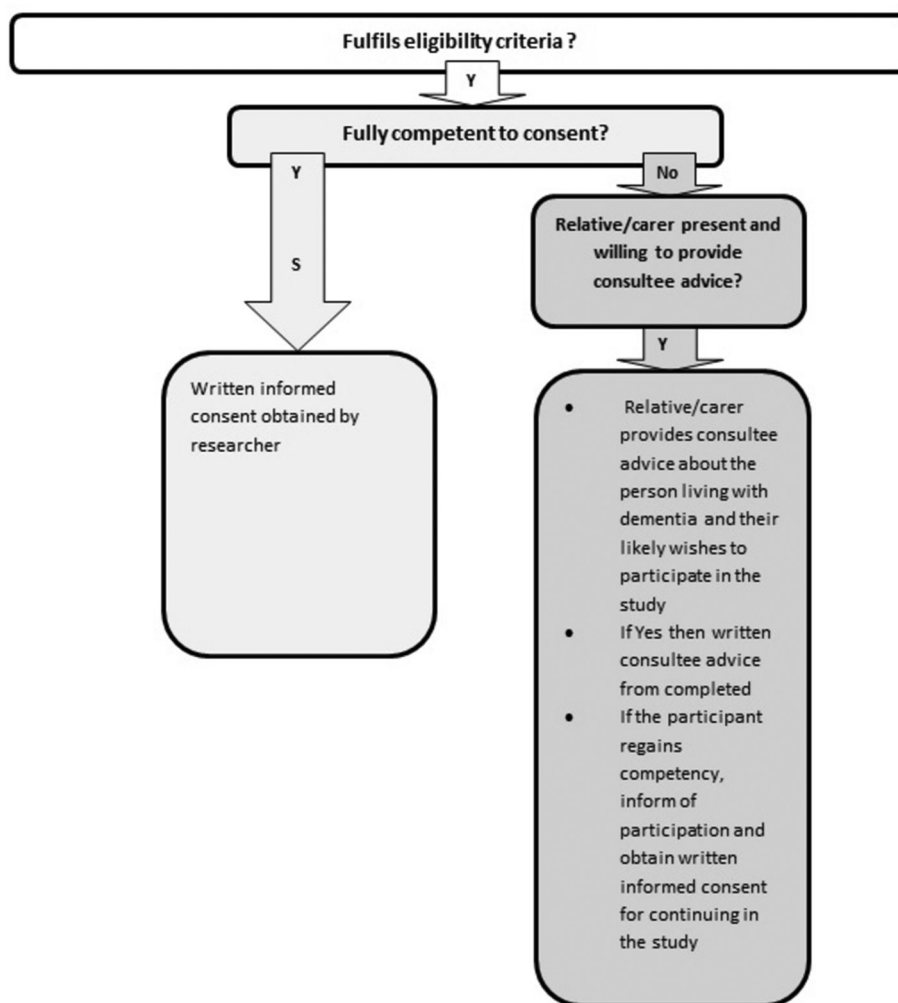 Fulfils eligibility criteria ?
Y
Fully competent to consent?
Y
S
No
Relative/carer present and
willing to provide
consultee advice?
Y
Written informed
consent obtained by
researcher
• Relative/carer
provides consultee
advice about the
person living with
dementia and their
likely wishes to
participate in the
study
• If Yes then written
consultee advice
from completed
• If the participant
regains
competency,
inform of
participation and
obtain written
informed consent
for continuing in
the study